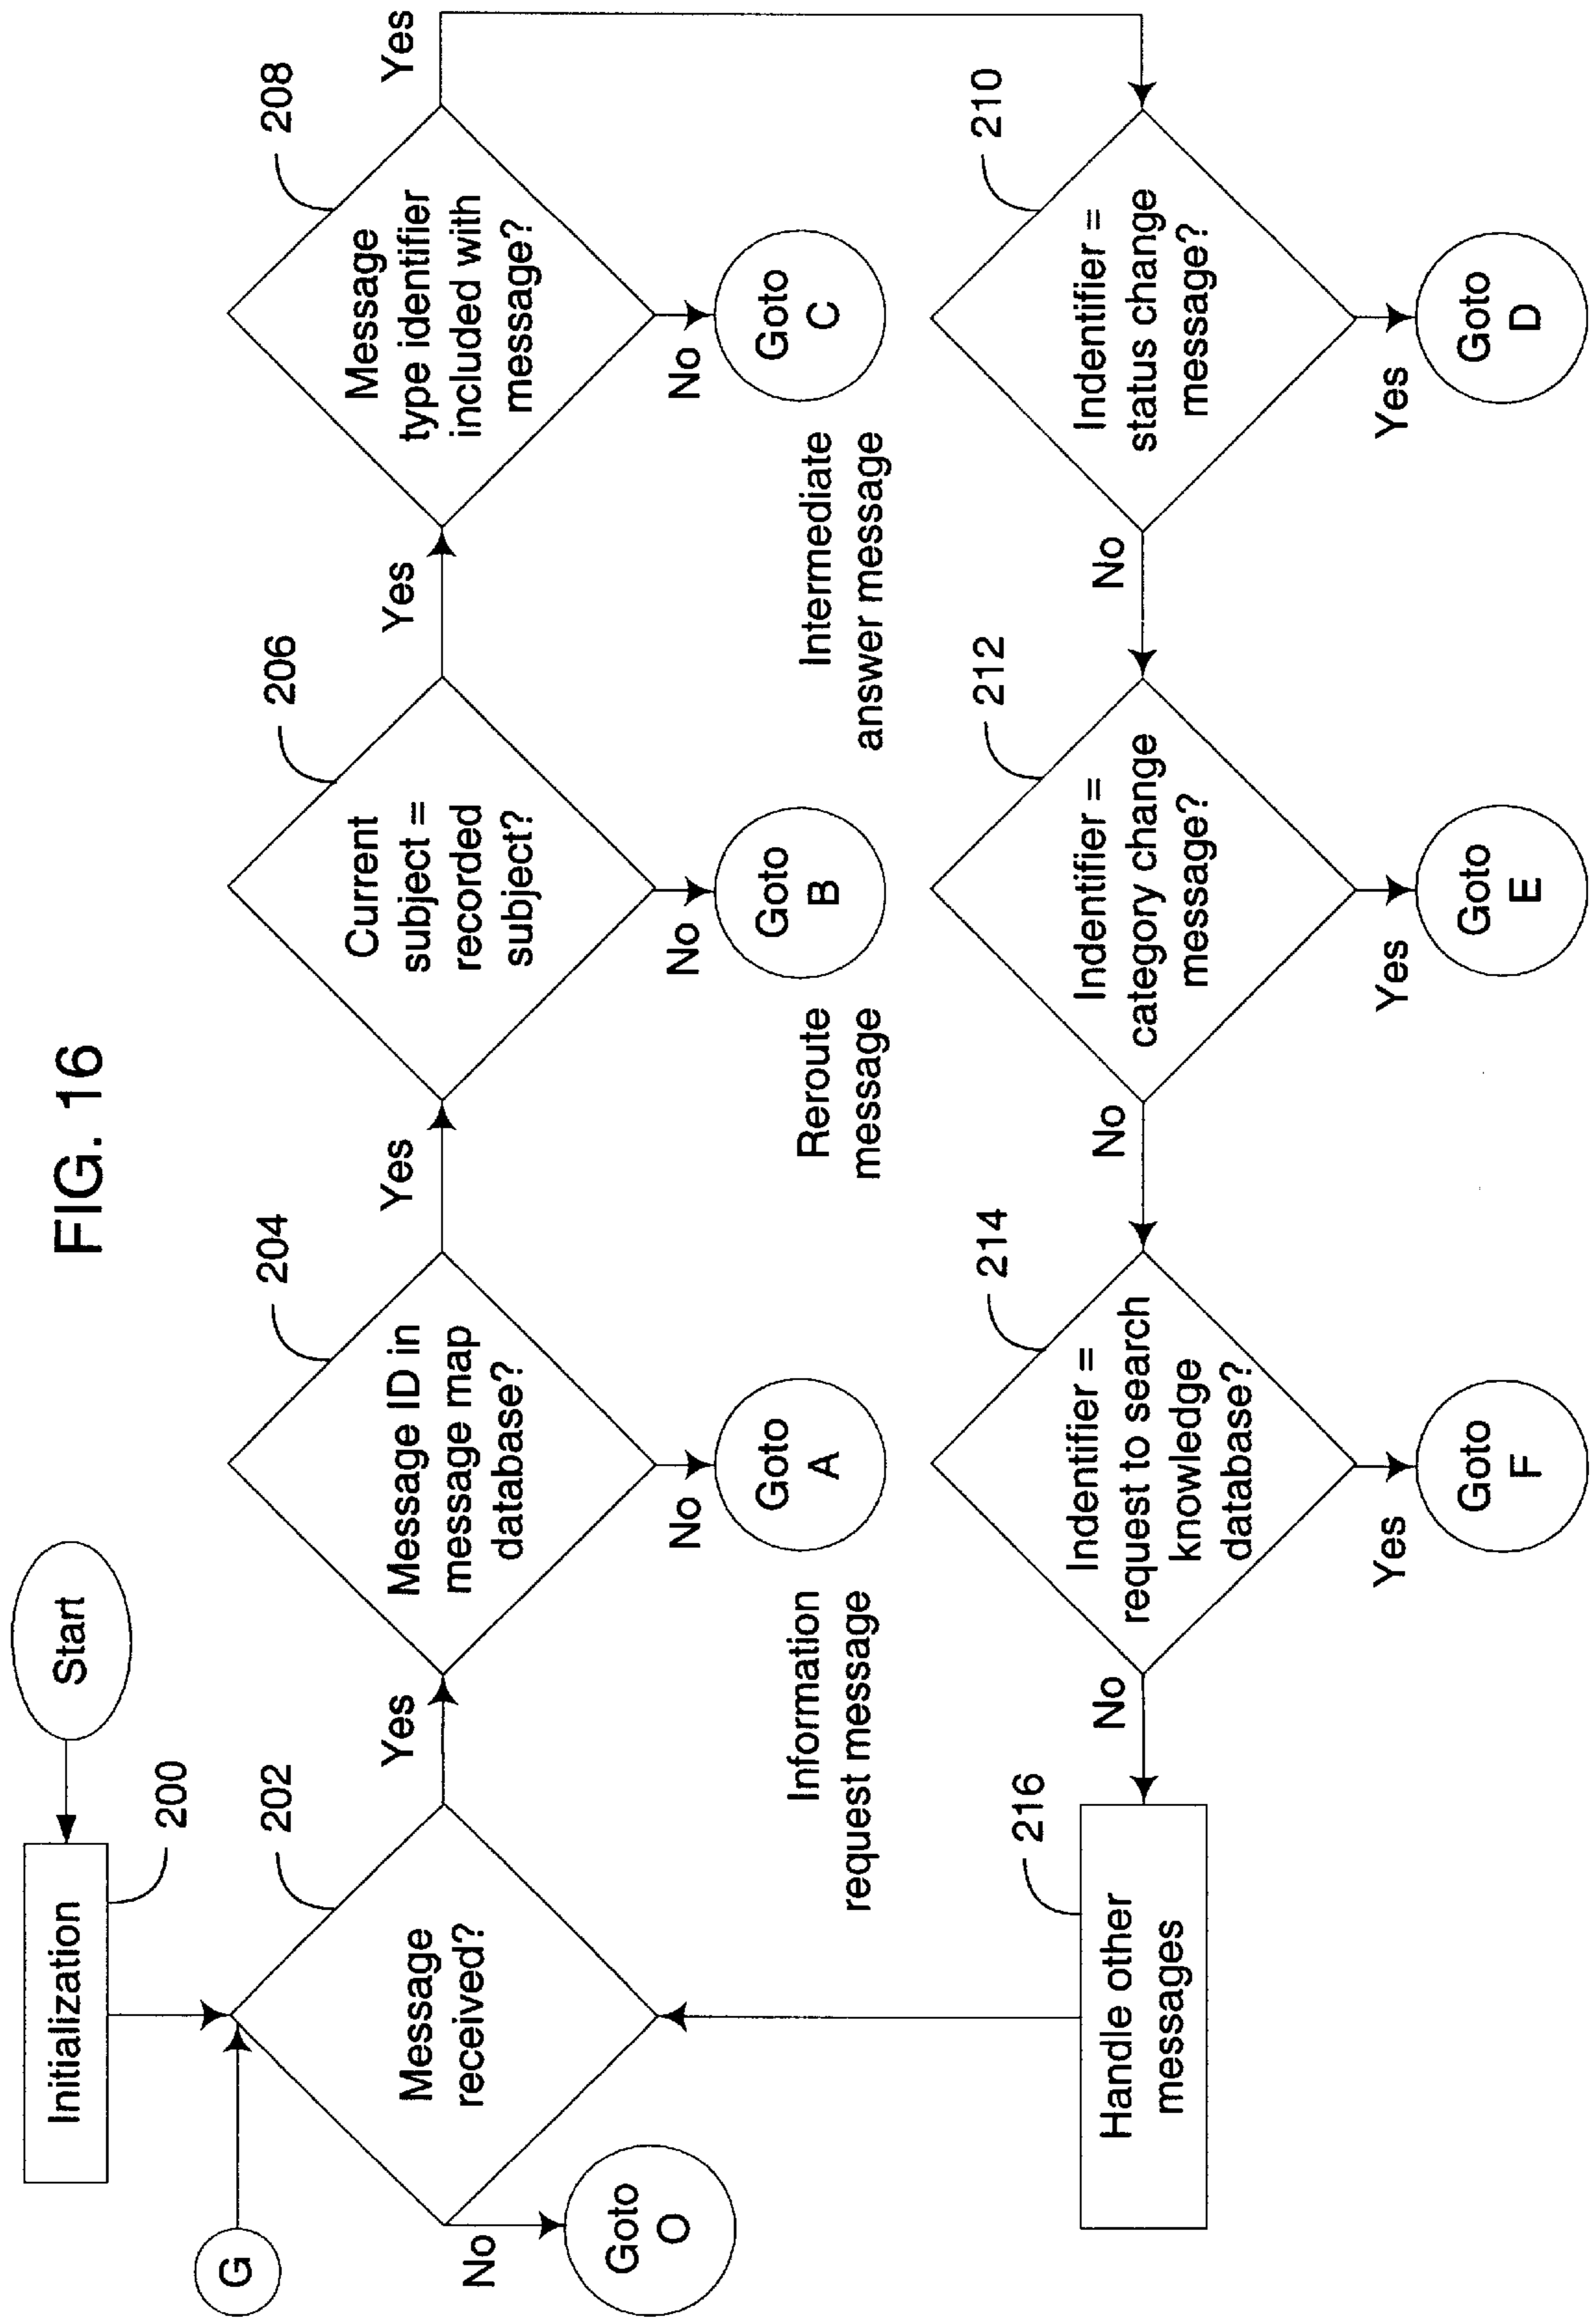 FIG. 16
Start
Initialization
200
G
Message
received?
202
Yes
No
Goto
O
Message ID in
message map
database?
204
Yes
No
Goto
A
Information
request message
Current
subject =
recorded
subject?
206
Yes
No
Goto
B
Reroute
message
Message
type identifier
included with
message?
208
Yes
No
Goto
C
Intermediate
answer message
Indentifier =
status change
message?
210
No
Yes
Goto
D
Indentifier =
category change
message?
212
No
Yes
Goto
E
Indentifier =
request to search
knowledge
database?
214
No
Yes
Goto
F
Handle other
messages
216